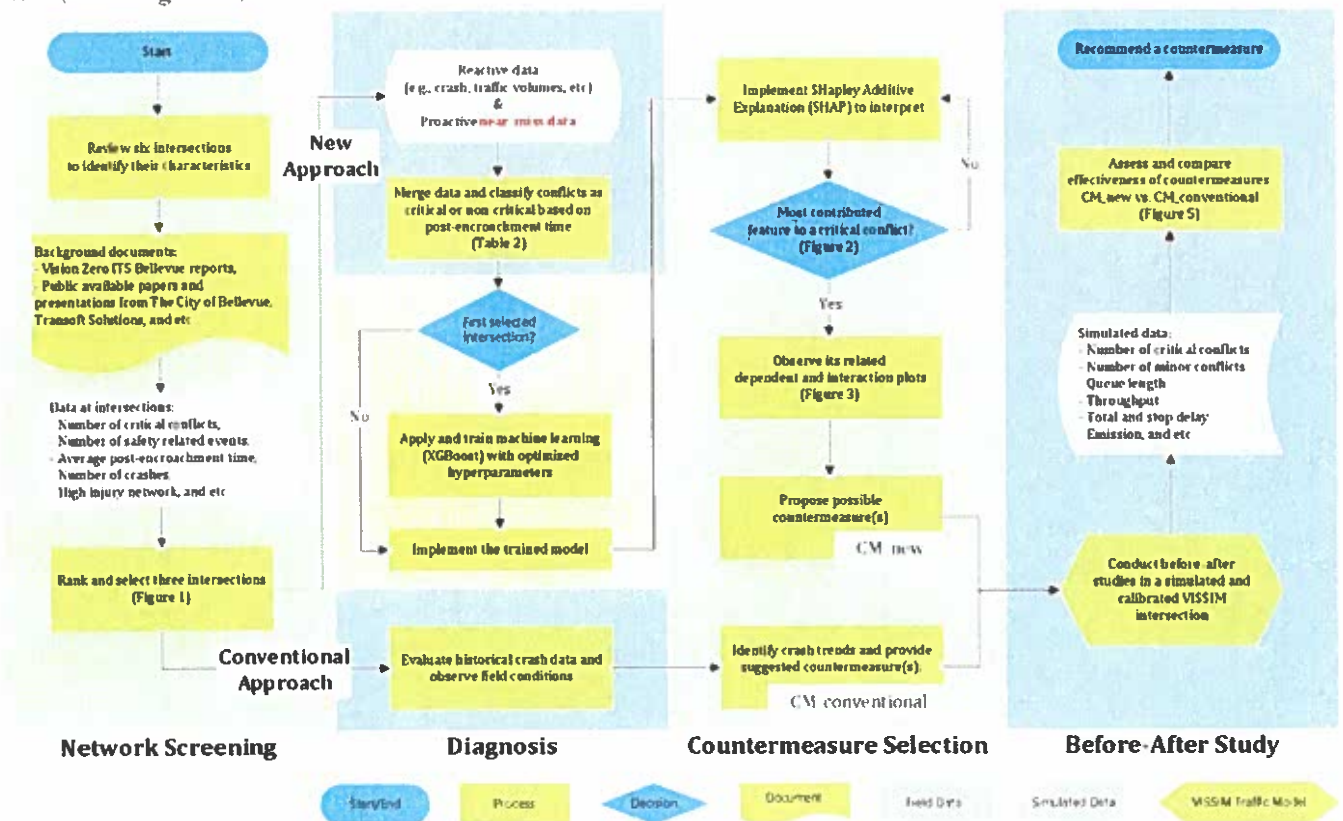 Start
Review six intersections
to identify their characteristics
Background documents:
- Vision Zero ITS Bellevue reports,
- Public available papers and
presentations from The City of Bellevue,
Transoft Solutions, and etc
Data at intersections:
Number of critical conflicts,
Number of safety related events,
- Average post-encroachment time,
Number of crashes
High injury network, and etc
Rank and select three intersections
(Figure 1)
Network Screening
New
Approach
Reactive data
(e.g., crash, traffic volumes, etc)
&
Proactive near miss data
Merge data and classify conflicts as
critical or non critical based on
post-encroachment time
(Table 2)
First selected
intersection?
No
Yes
Apply and train machine learning
(XGBoost) with optimized
hyperparameters
Implement the trained model
Conventional
Approach
Evaluate historical crash data and
observe field conditions
Diagnosis
Implement SHapley Additive
Explanation (SHAP) to interpret
No
Most contributed
feature to a critical conflict?
(Figure 2)
Yes
Observe its related
dependent and interaction plots
(Figure 3)
Propose possible
countermeasure(s)
CM_new
Identify crash trends and provide
suggested countermeasure(s).
CM conventional
Countermeasure Selection
Recommend a countermeasure
Assess and compare
effectiveness of countermeasures
CM_new vs. CM_conventional
(Figure 5)
Simulated data:
- Number of critical conflicts
- Number of minor conflicts
Queue length
- Throughput
- Total and stop delay
Emission, and etc
Conduct before-after
studies in a simulated and
calibrated VISSIM
intersection
Before-After Study
Start/End
Process
Decision
Document
Field Data
Simulated Data
VISSIM Traffic Model